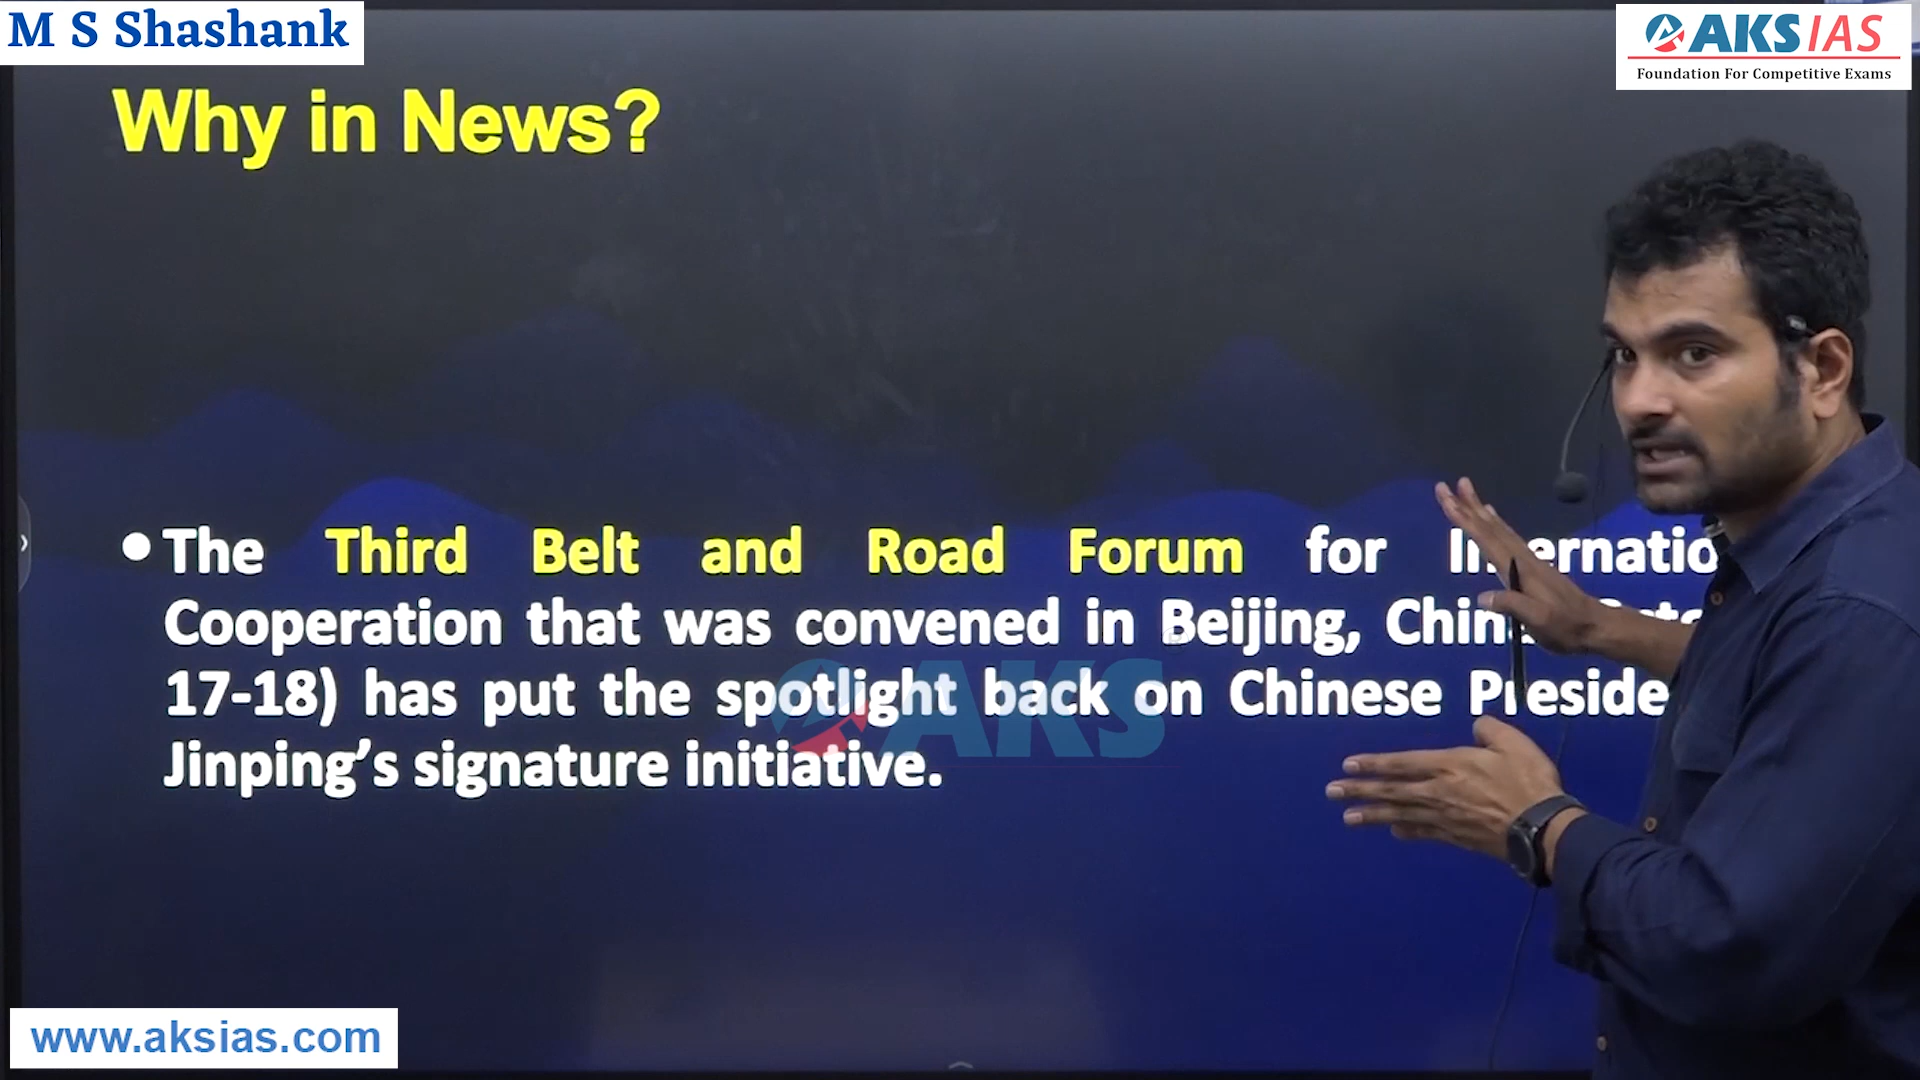 M S Shashank
AKS IAS
Foundation For Competitive Exams
Why in News?
The Third Belt and Road Forum for
Cooperation that was convened in Beijing,
17-18) has put the spotlight back on Chinese
Jinping’s signature initiative.
AKS
www.aksias.com